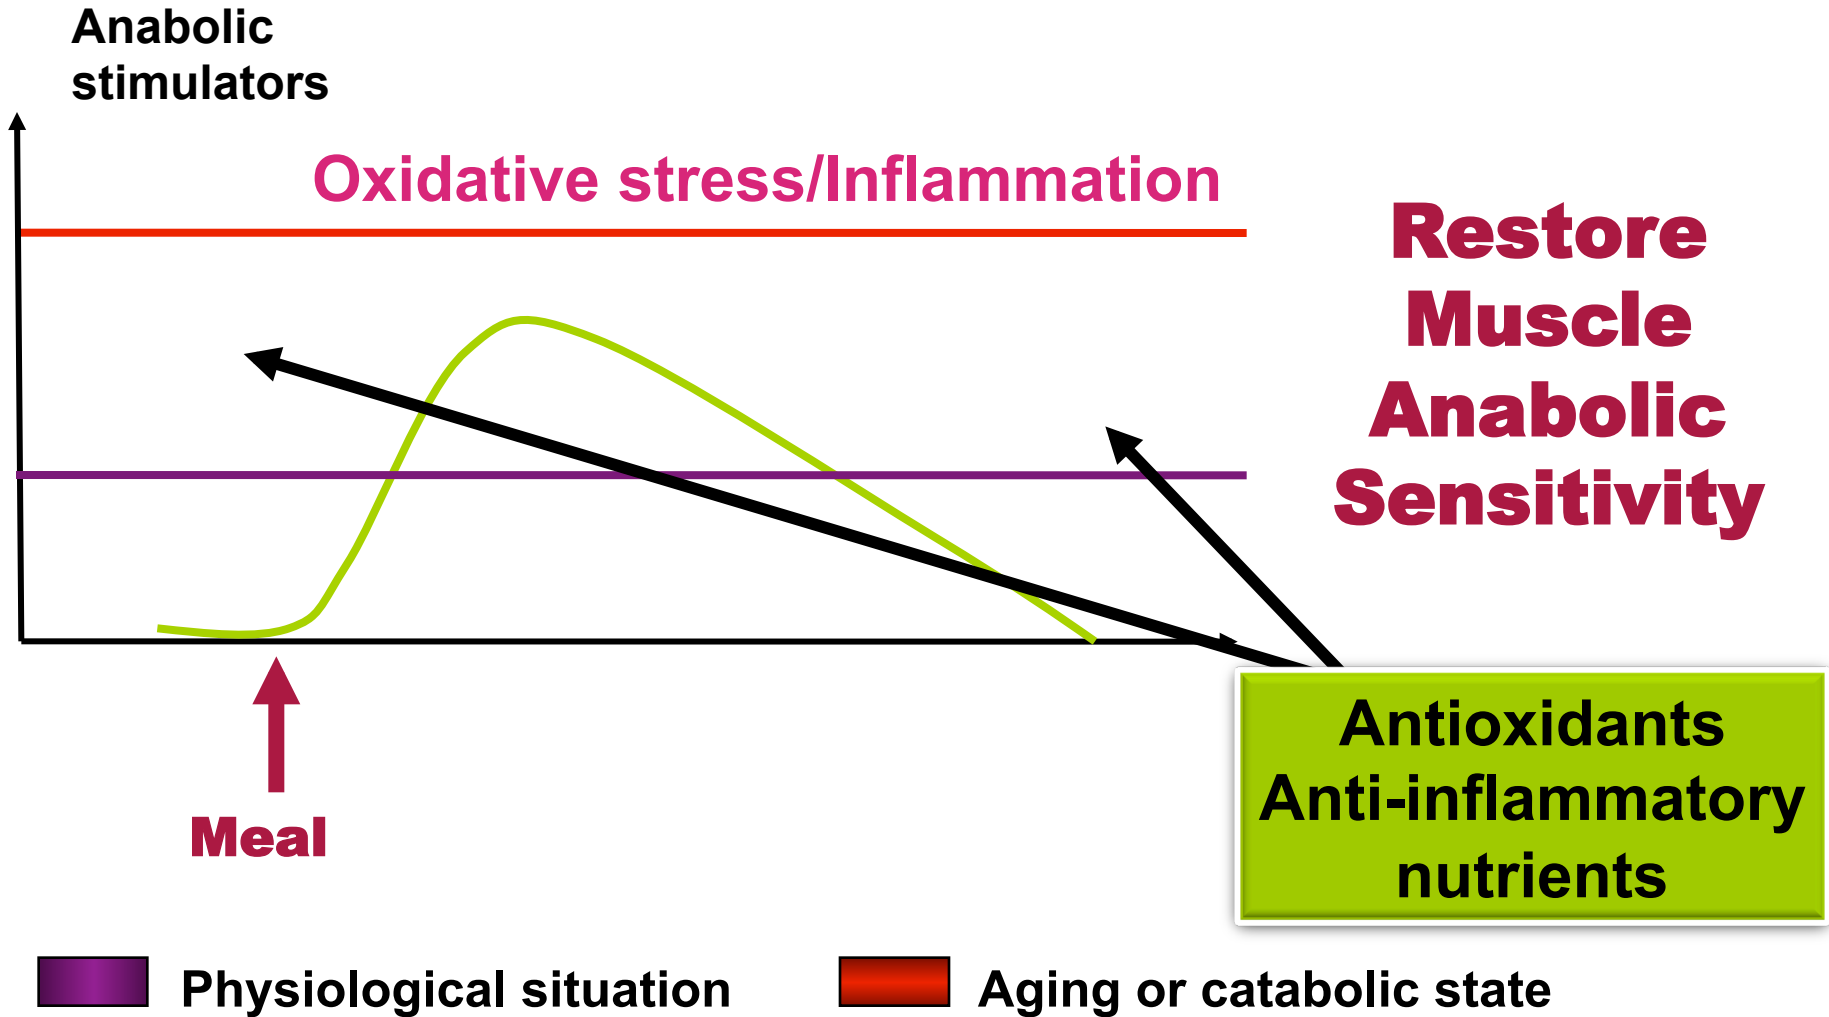 Anabolic
stimulators
Oxidative stress/Inflammation
Restore
Muscle
Anabolic
Sensitivity
Meal
Antioxidants
Anti-inflammatory
nutrients
Physiological situation
Aging or catabolic state